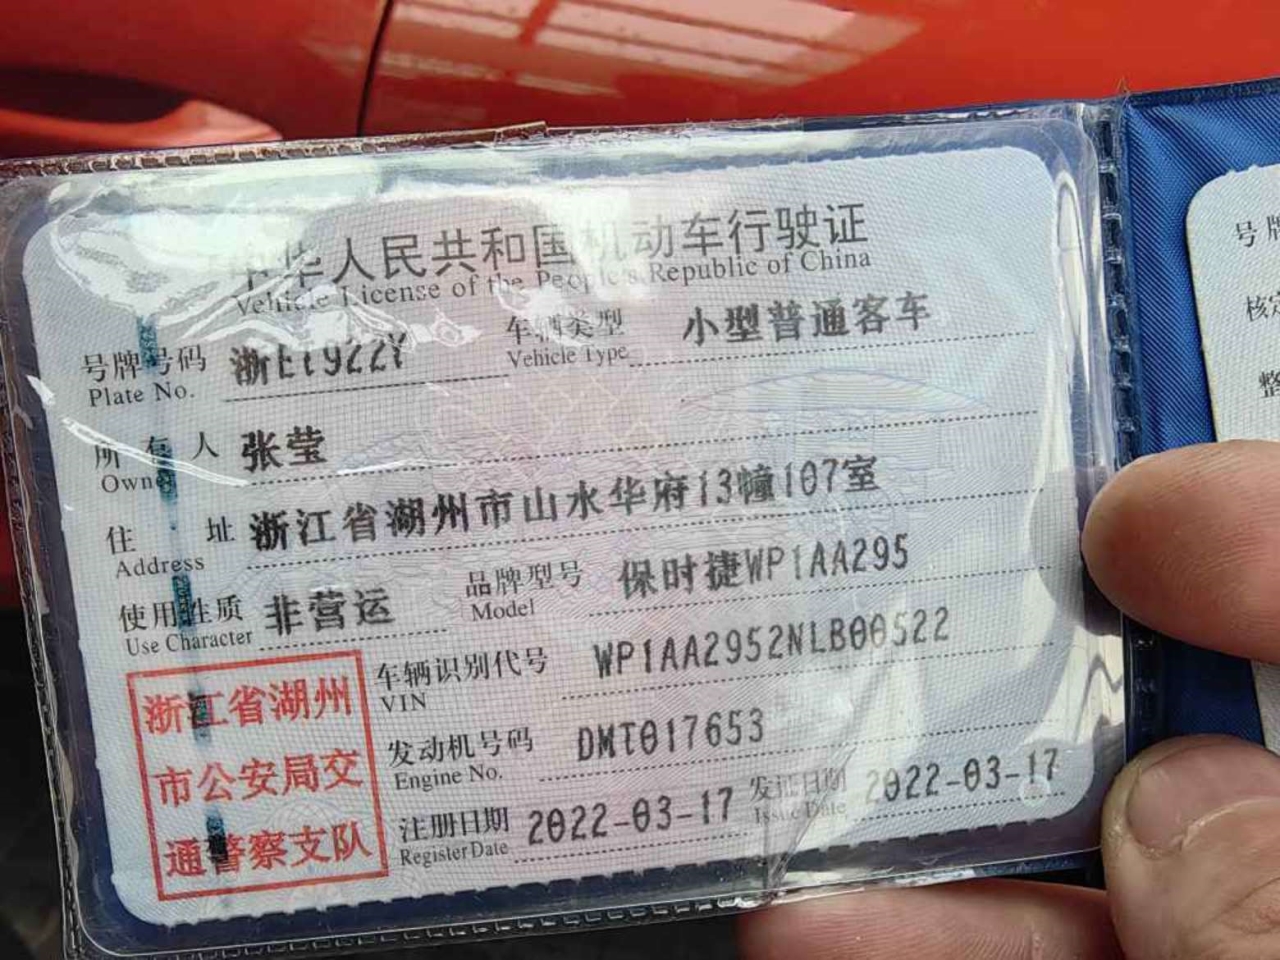 中华人民共和国机动车行驶证
Vehicle License of the People's Republic of China
号牌号码 浙E1922Y 车辆类型 小型普通客车
Plate No. Vehicle Type
所有人 张莹
Owner
住址 浙江省湖州市山水华府13幢107室
Address
使用性质 非营运 品牌型号 保时捷WP1AA295
Use Character Model
车辆识别代号 WP1AA2952NLB00522
VIN
发动机号码 DMT017653
Engine No.
注册日期 2022-03-17 发证日期 2022-03-17
Register Date Issue Date
浙江省湖州
市公安局交
通警察支队
号牌
核定
整